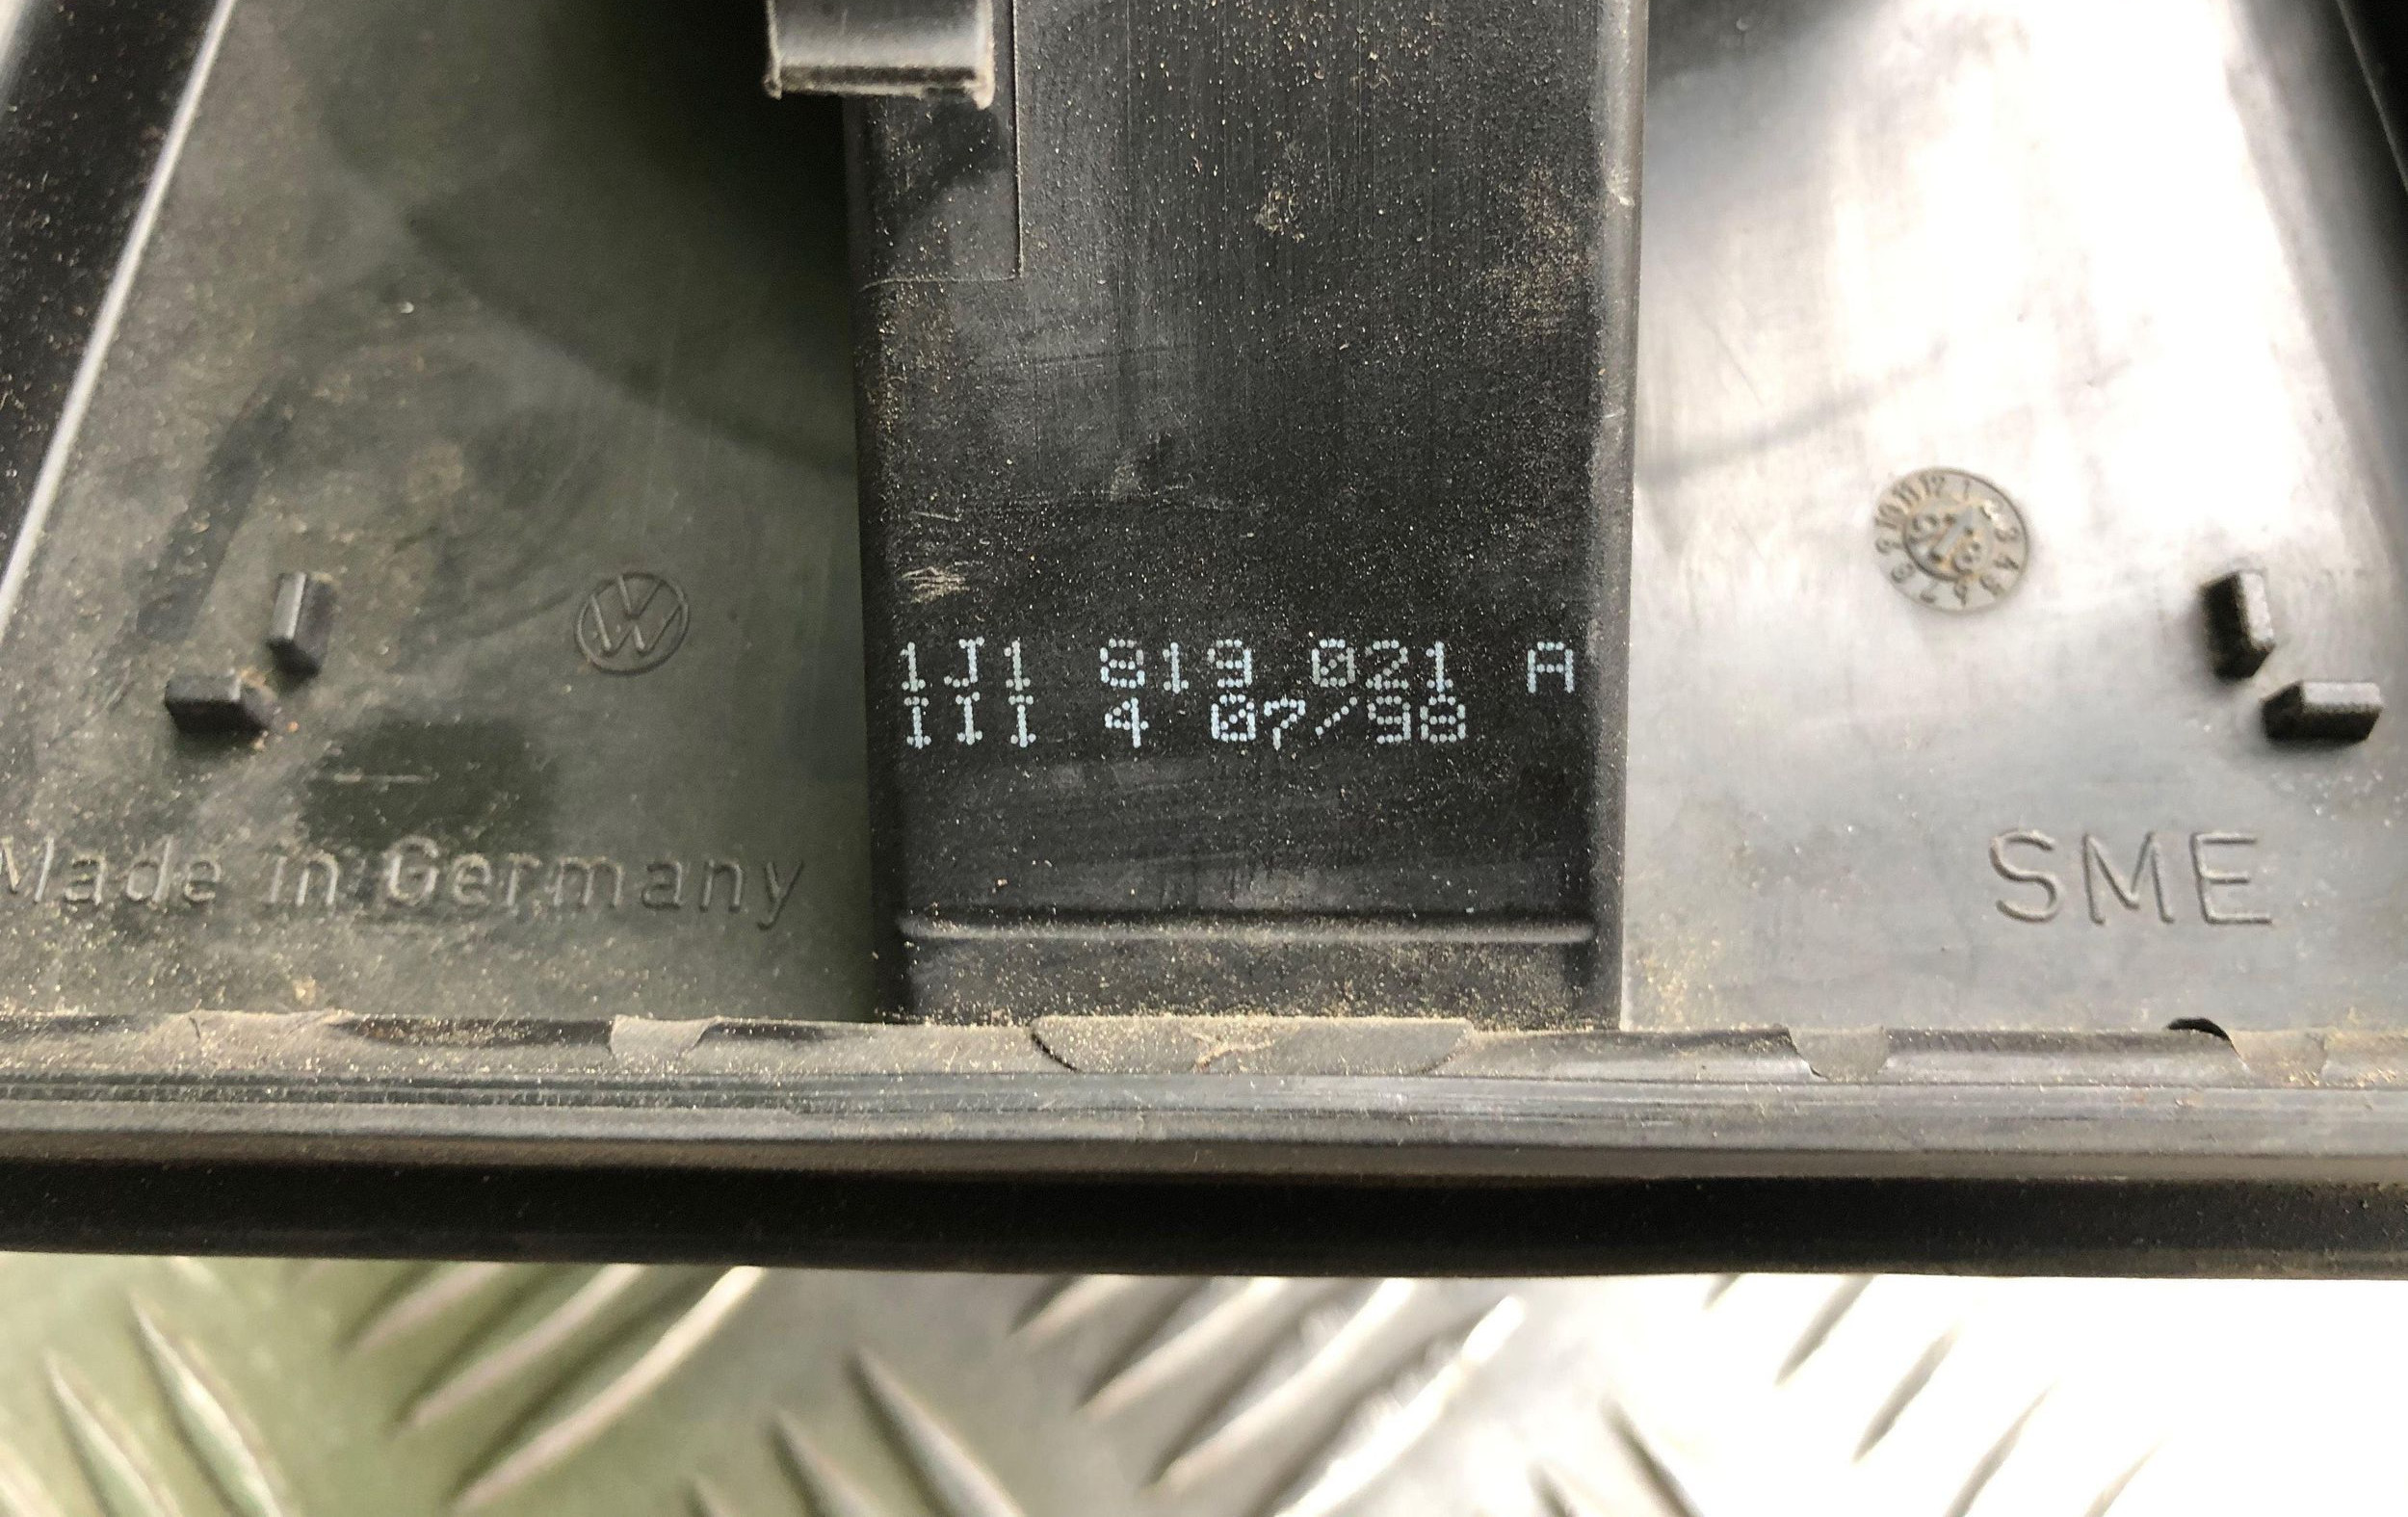 1J1 819 021 A
III 4 07/98
Made in Germany
SME